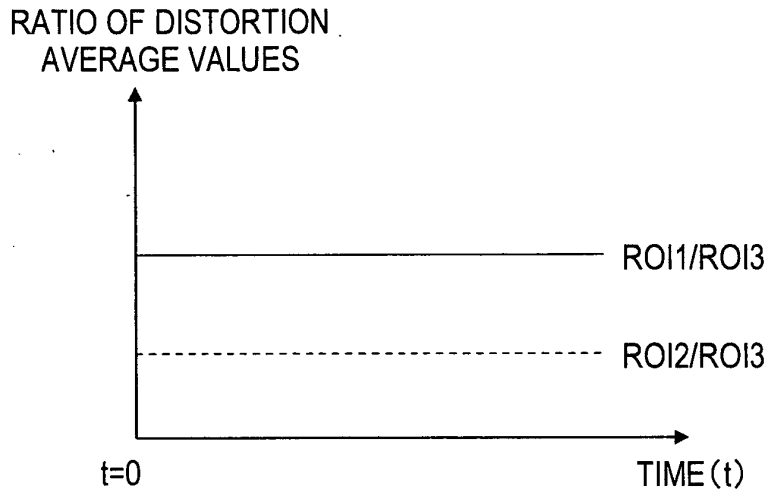 RATIO OF DISTORTION
AVERAGE VALUES
ROI1/ROI3
ROI2/ROI3
t=0
TIME(t)